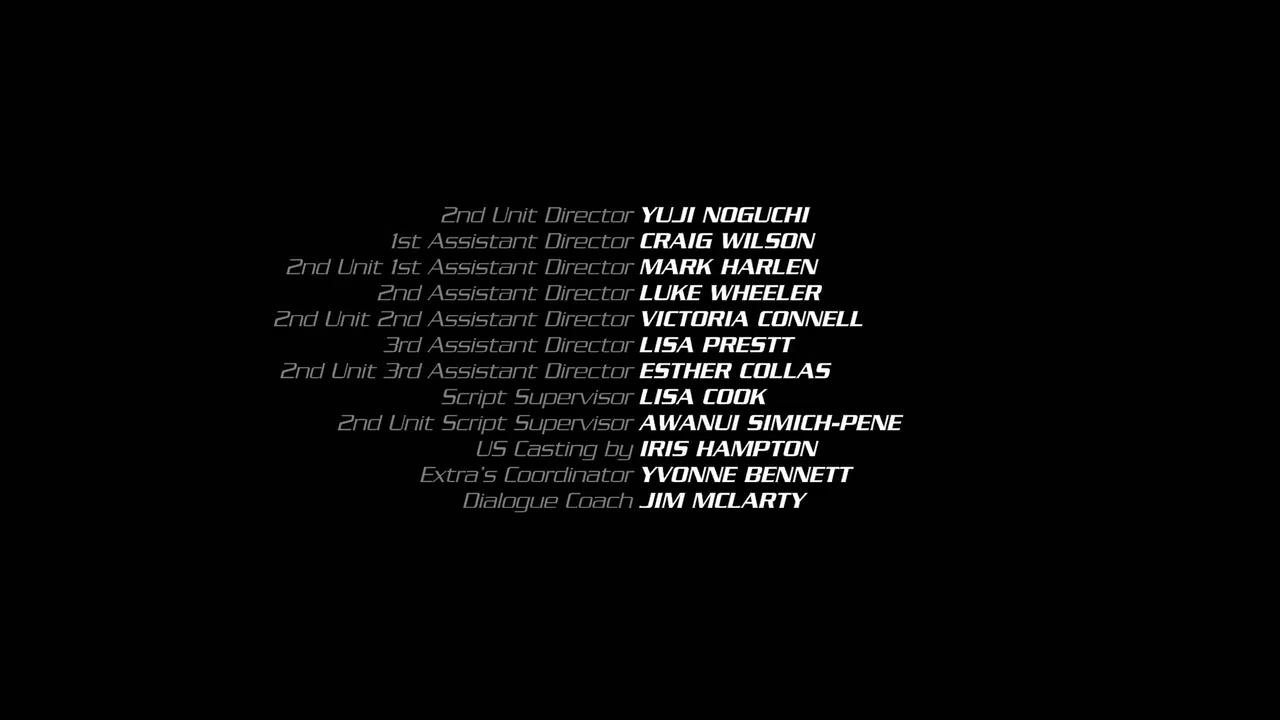 2nd Unit Director YUJI NOGUCHI
1st Assistant Director CRAIG WILSON
2nd Unit 1st Assistant Director MARK HARLEN
2nd Assistant Director LUKE WHEELER
2nd Unit 2nd Assistant Director VICTORIA CONNELL
3rd Assistant Director LISA PRESTT
2nd Unit 3rd Assistant Director ESTHER COLLAS
Script Supervisor LISA COOK
2nd Unit Script Supervisor AWANUI SIMICH-PENE
US Casting by IRIS HAMPTON
Extra's Coordinator YVONNE BENNETT
Dialogue Coach JIM MCLARTY